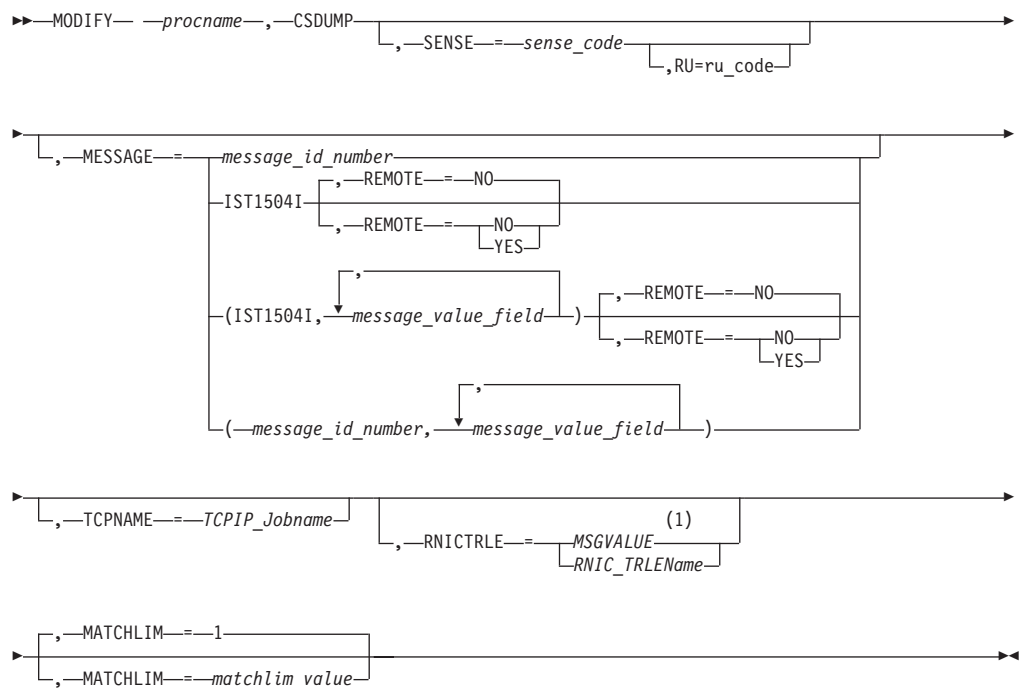 MODIFY procname , CSDUMP
, SENSE = sense_code
,RU=ru_code
, MESSAGE = message_id_number
IST1504I , REMOTE = NO
, REMOTE = NO
YES
,
(IST1504I, message_value_field ) , REMOTE = NO
, REMOTE = NO
YES
,
( message_id_number, message_value_field )
, TCPNAME = TCPIP_Jobname
(1)
, RNICTRLE = MSGVALUE
RNIC_TRLEName
, MATCHLIM = 1
, MATCHLIM = matchlim value